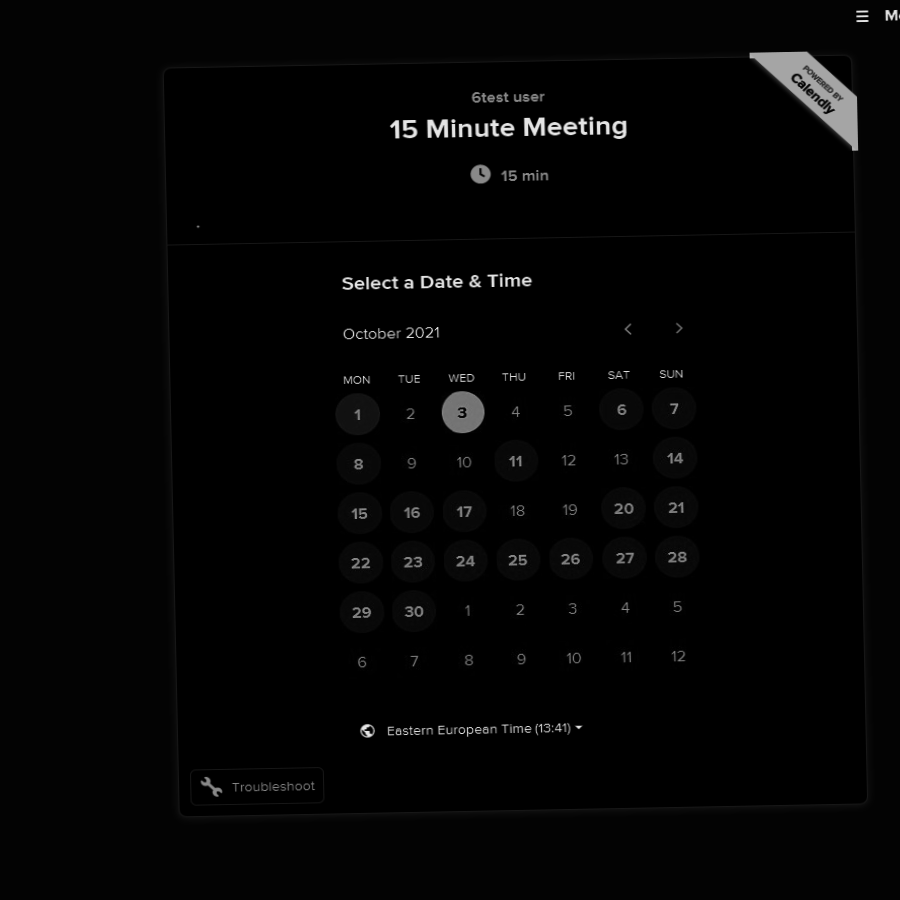 ☰ M
POWERED BY
Calendly
6test user
15 Minute Meeting
15 min
Select a Date & Time
October 2021
MON TUE WED THU FRI SAT SUN
1 2 3 4 5 6 7
8 9 10 11 12 13 14
15 16 17 18 19 20 21
22 23 24 25 26 27 28
29 30 1 2 3 4 5
6 7 8 9 10 11 12
Eastern European Time (13:41)
Troubleshoot